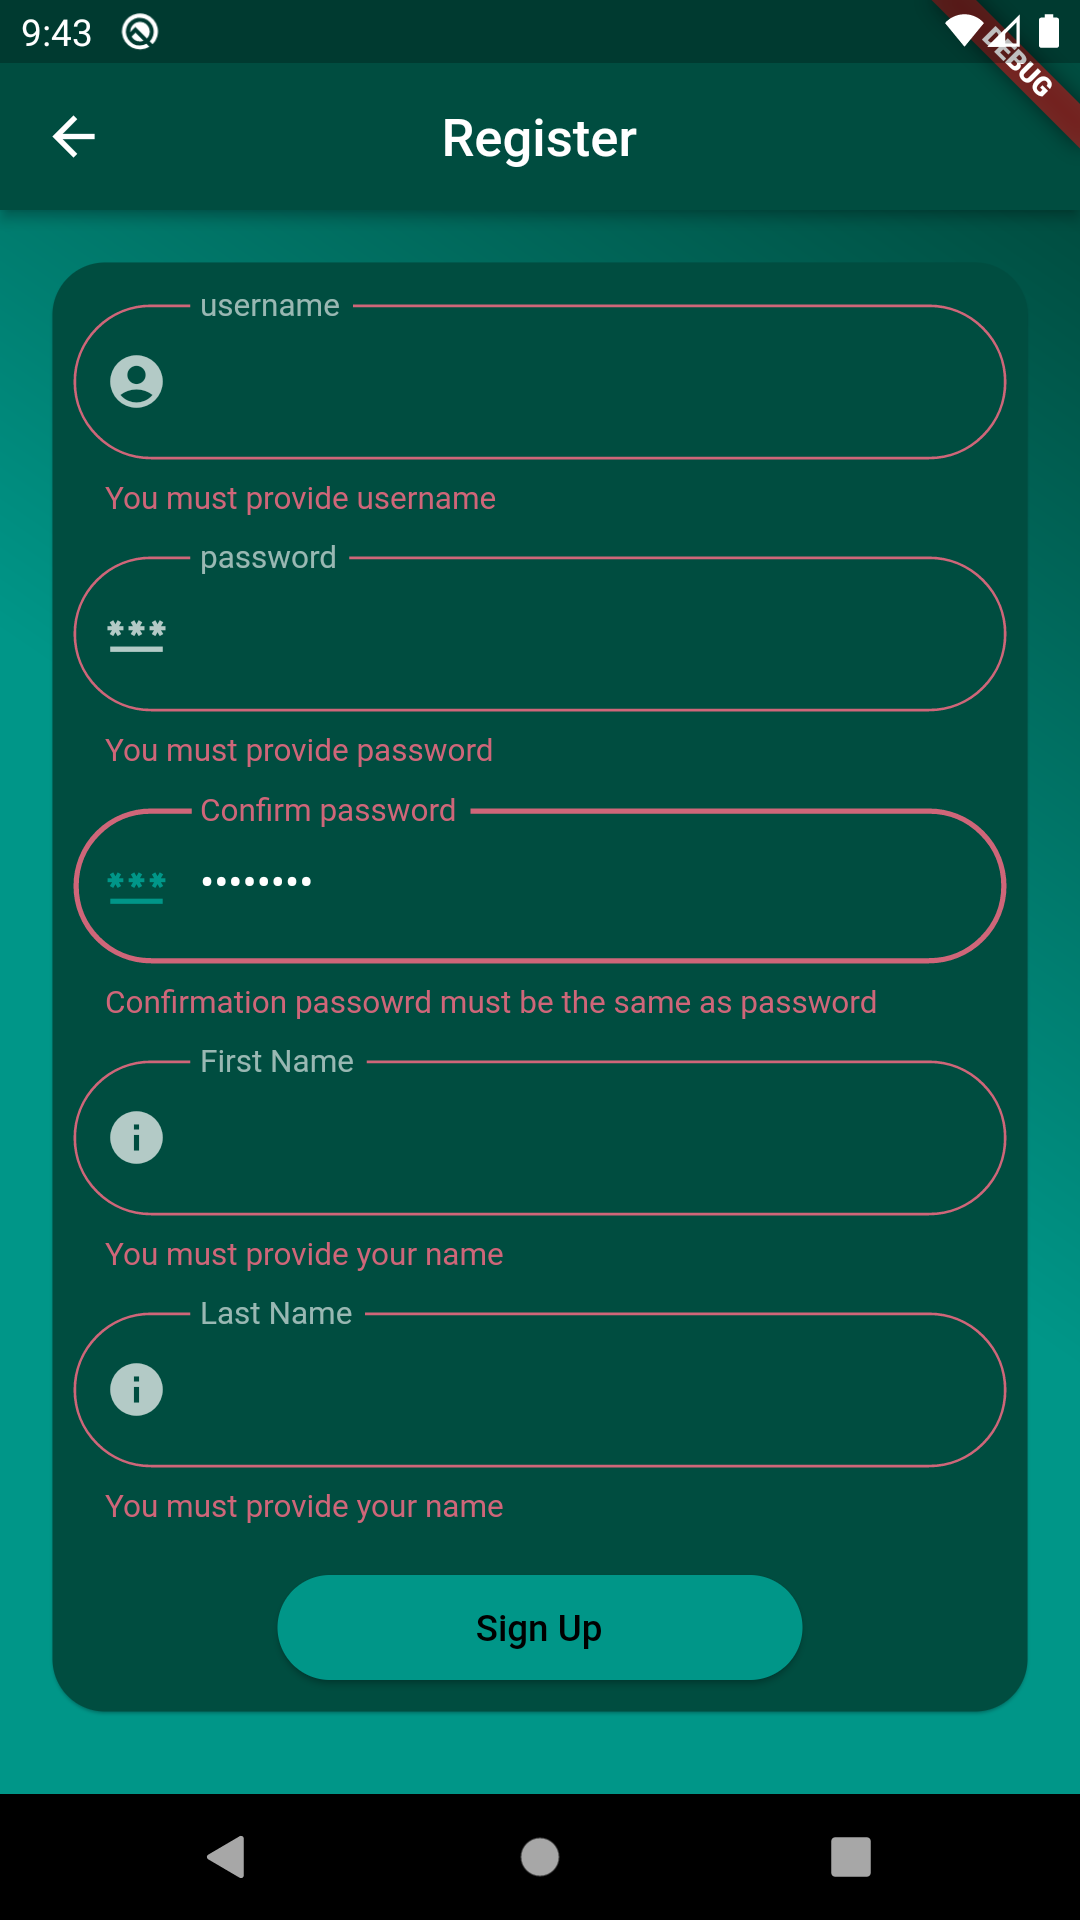 9:43
DEBUG
Register
username
You must provide username
password
***
You must provide password
Confirm password
***
••••••••
Confirmation passowrd must be the same as password
First Name
You must provide your name
Last Name
You must provide your name
Sign Up